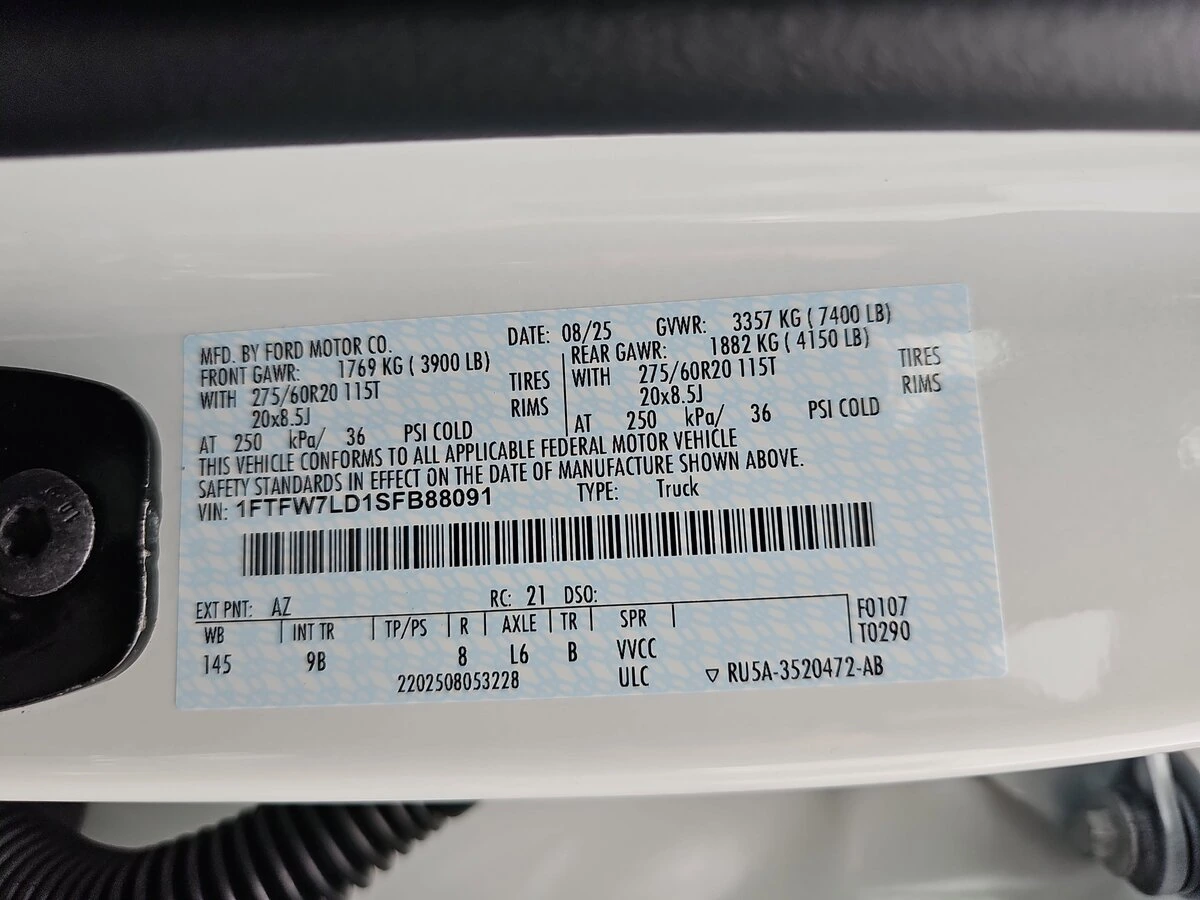 MFD. BY FORD MOTOR CO. DATE: 08/25 GVWR: 3357 KG ( 7400 LB)
FRONT GAWR: 1769 KG ( 3900 LB) REAR GAWR: 1882 KG ( 4150 LB)
WITH 275/60R20 115T TIRES WITH 275/60R20 115T TIRES
20x8.5J RIMS 20x8.5J RIMS
AT 250 kPa/ 36 PSI COLD AT 250 kPa/ 36 PSI COLD
THIS VEHICLE CONFORMS TO ALL APPLICABLE FEDERAL MOTOR VEHICLE
SAFETY STANDARDS IN EFFECT ON THE DATE OF MANUFACTURE SHOWN ABOVE.
VIN: 1FTFW7LD1SFB88091 TYPE: Truck
EXT PNT: AZ RC: 21 DSO:
WB INT TR TP/PS R AXLE TR SPR F0107
T0290
145 9B 8 L6 B VVCC
2202508053228 ULC ▽ RU5A-3520472-AB